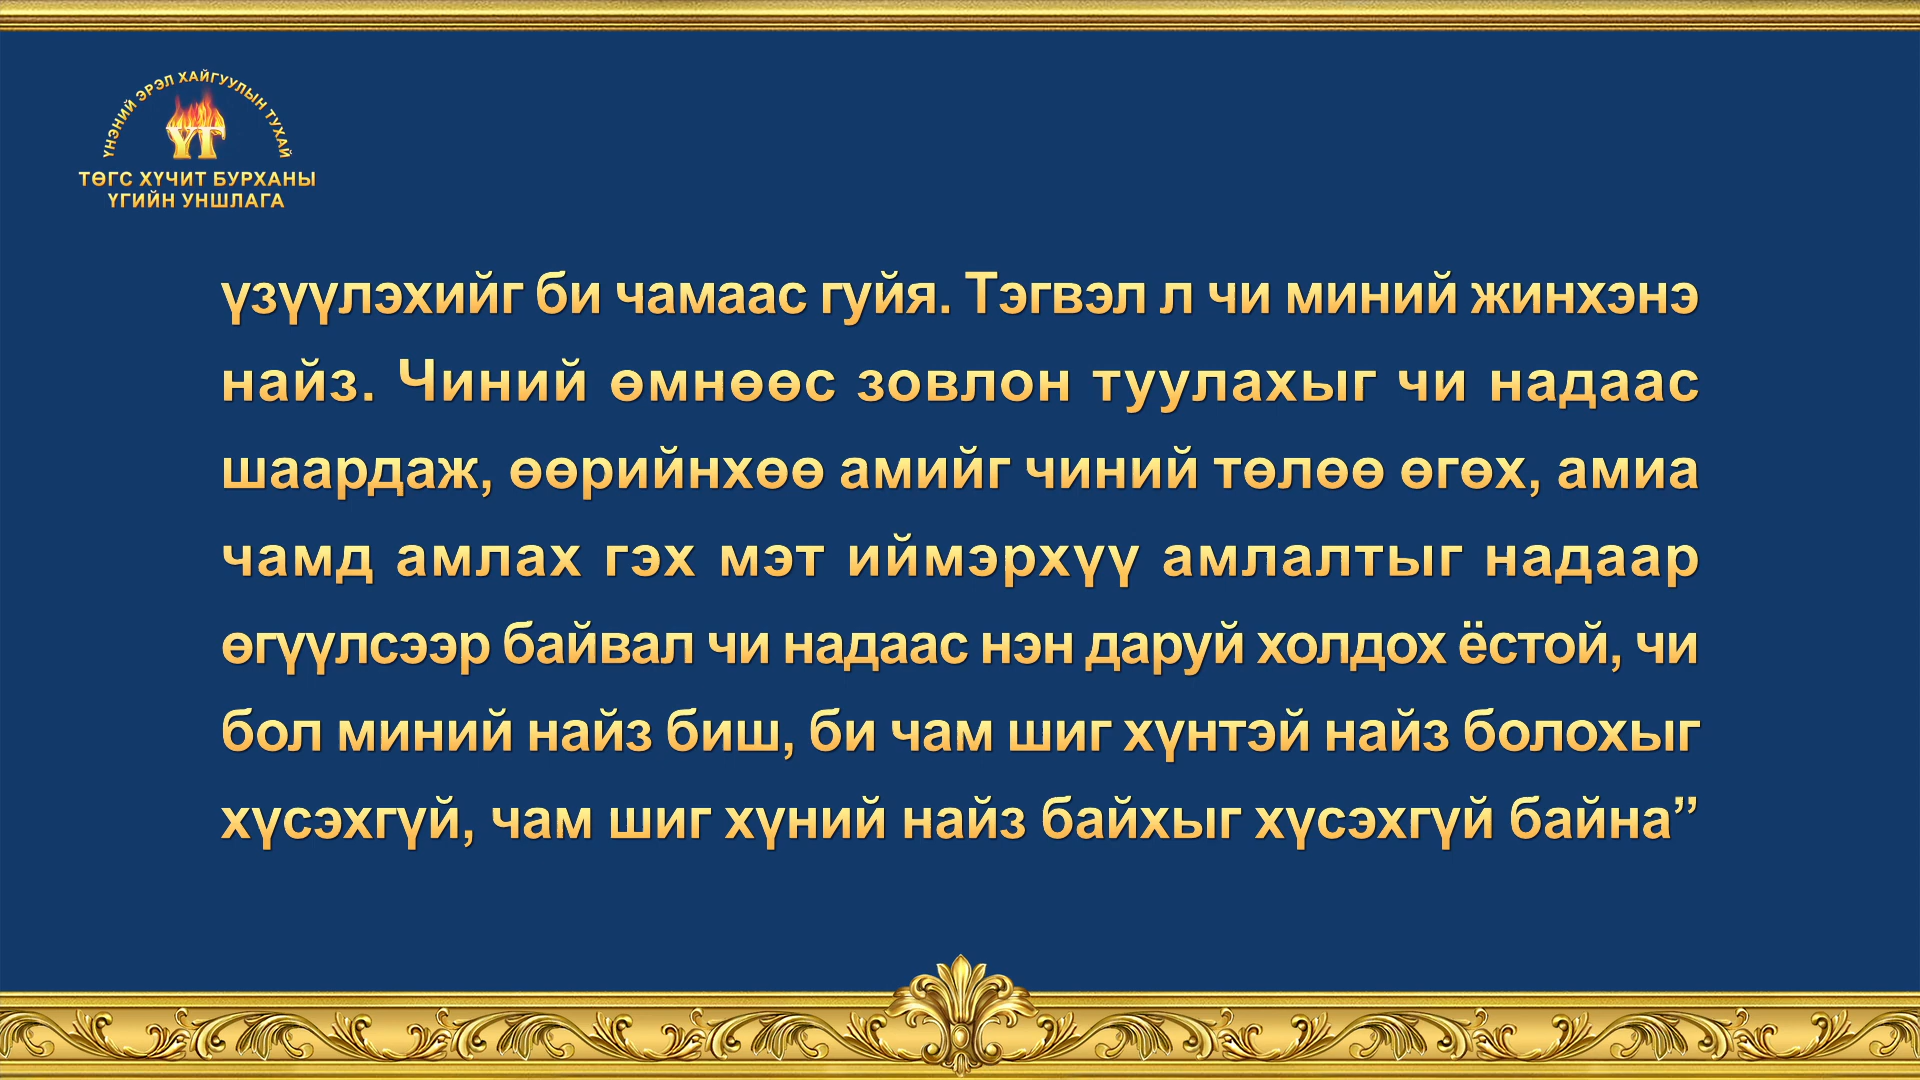 ҮНЭНИЙ ЭРЭЛ ХАЙГУУЛЫН ТУХАЙ
ҮГ
ТӨГС ХҮЧИТ БУРХАНЫ
ҮГИЙН УНШЛАГА
үзүүлэхийг би чамаас гуйя. Тэгвэл л чи миний жинхэнэ
найз. Чиний өмнөөс зовлон туулахыг чи надаас
шаардаж, өөрийнхөө амийг чиний төлөө өгөх, амиа
чамд амлах гэх мэт иймэрхүү амлалтыг надаар
өгүүлсээр байвал чи надаас нэн даруй холдох ёстой, чи
бол миний найз биш, би чам шиг хүнтэй найз болохыг
хүсэхгүй, чам шиг хүний найз байхыг хүсэхгүй байна”